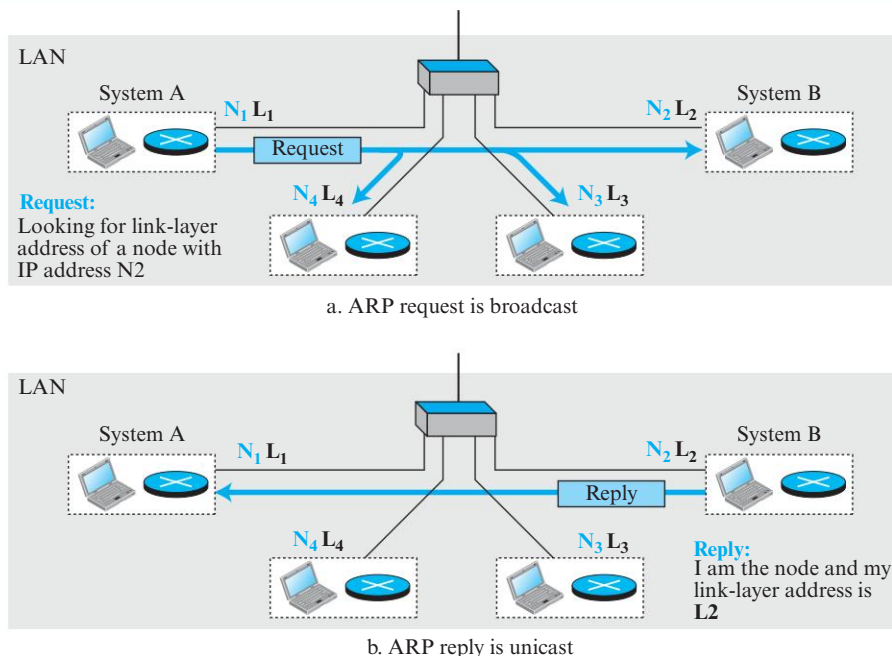 LAN
System A
System B
N1 L1
N2 L2
Request
N4 L4
N3 L3
Request:
Looking for link-layer
address of a node with
IP address N2
a. ARP request is broadcast
LAN
System A
System B
N1 L1
N2 L2
Reply
N4 L4
N3 L3
Reply:
I am the node and my
link-layer address is
L2
b. ARP reply is unicast